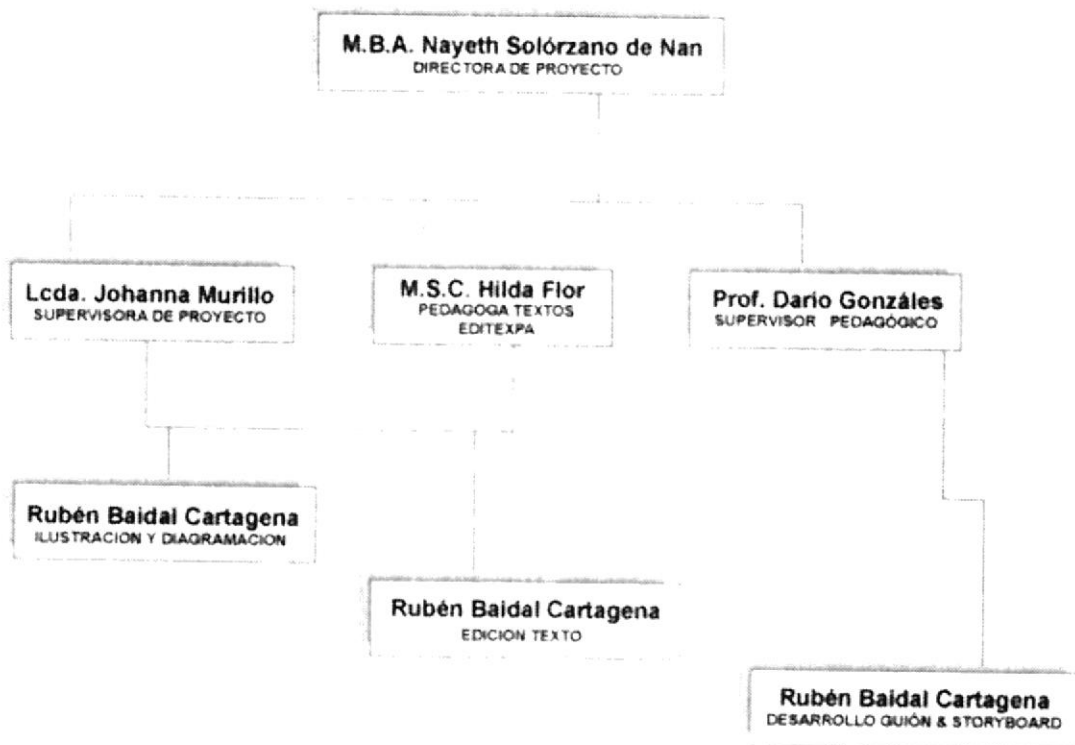 M.B.A. Nayeth Solórzano de Nan
DIRECTORA DE PROYECTO
Lcda. Johanna Murillo
SUPERVISORA DE PROYECTO
M.S.C. Hilda Flor
PEDAGOGA TEXTOS
EDITEXPA
Prof. Dario Gonzáles
SUPERVISOR PEDAGÓGICO
Rubén Baidal Cartagena
ILUSTRACION Y DIAGRAMACION
Rubén Baidal Cartagena
EDICION TEXTO
Rubén Baidal Cartagena
DESARROLLO GUIÓN & STORYBOARD